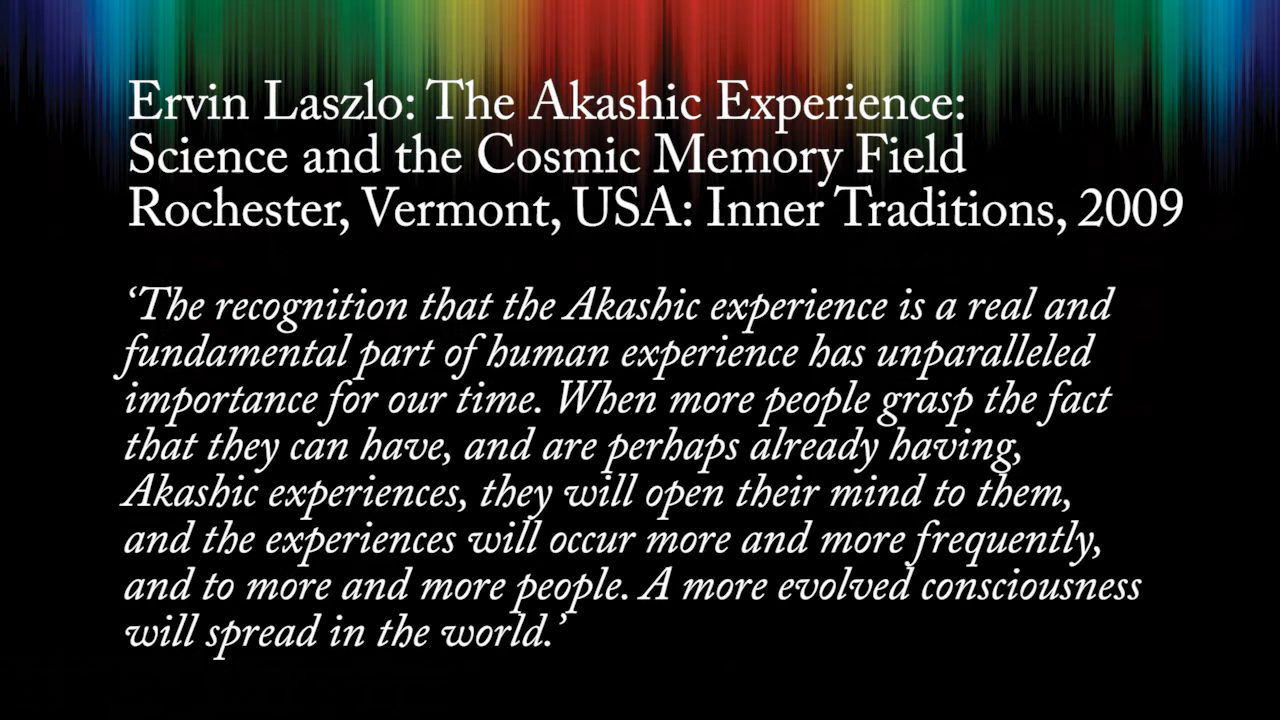 Ervin Laszlo: The Akashic Experience:
Science and the Cosmic Memory Field
Rochester, Vermont, USA: Inner Traditions, 2009
‘The recognition that the Akashic experience is a real and
fundamental part of human experience has unparalleled
importance for our time. When more people grasp the fact
that they can have, and are perhaps already having,
Akashic experiences, they will open their mind to them,
and the experiences will occur more and more frequently,
and to more and more people. A more evolved consciousness
will spread in the world.’